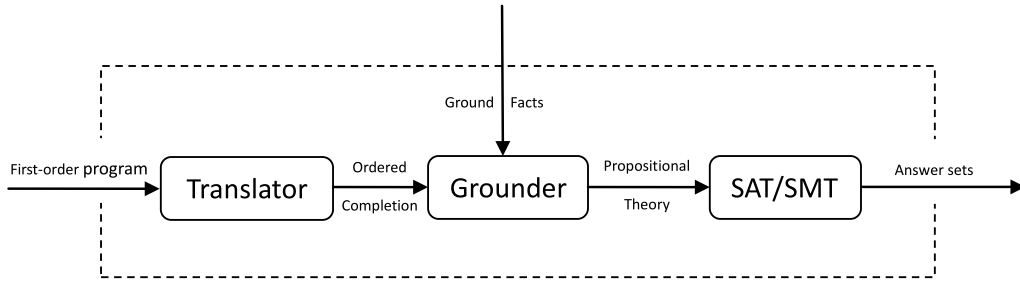 Ground Facts
First-order program
Translator
Ordered
Completion
Grounder
Propositional
Theory
SAT/SMT
Answer sets